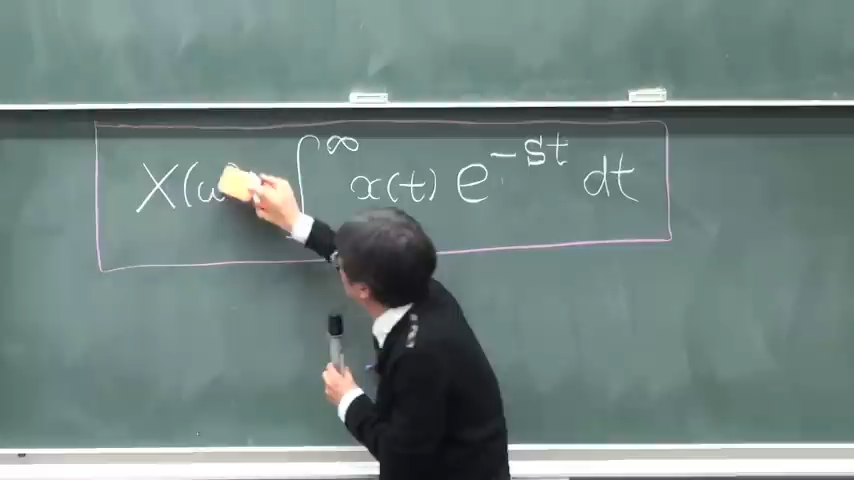 X(ω ∫ ∞ x(t) e^{-st} dt